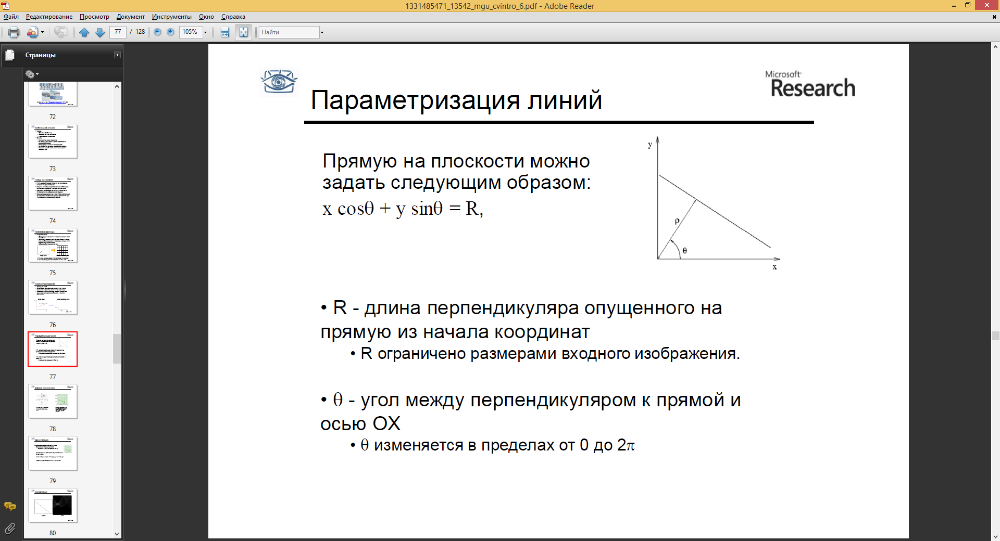 1331485471_13542_mgu_cvintro_6.pdf - Adobe Reader
Файл Редактирование Просмотр Документ Инструменты Окно Справка
77 / 128 105% Найти
Страницы
72
73
74
75
76
77
78
79
80
Microsoft
Research
Параметризация линий
Прямую на плоскости можно
задать следующим образом:
x cosθ + y sinθ = R,
y
ρ
θ
x
• R - длина перпендикуляра опущенного на
прямую из начала координат
• R ограничено размерами входного изображения.
• θ - угол между перпендикуляром к прямой и
осью OX
• θ изменяется в пределах от 0 до 2π